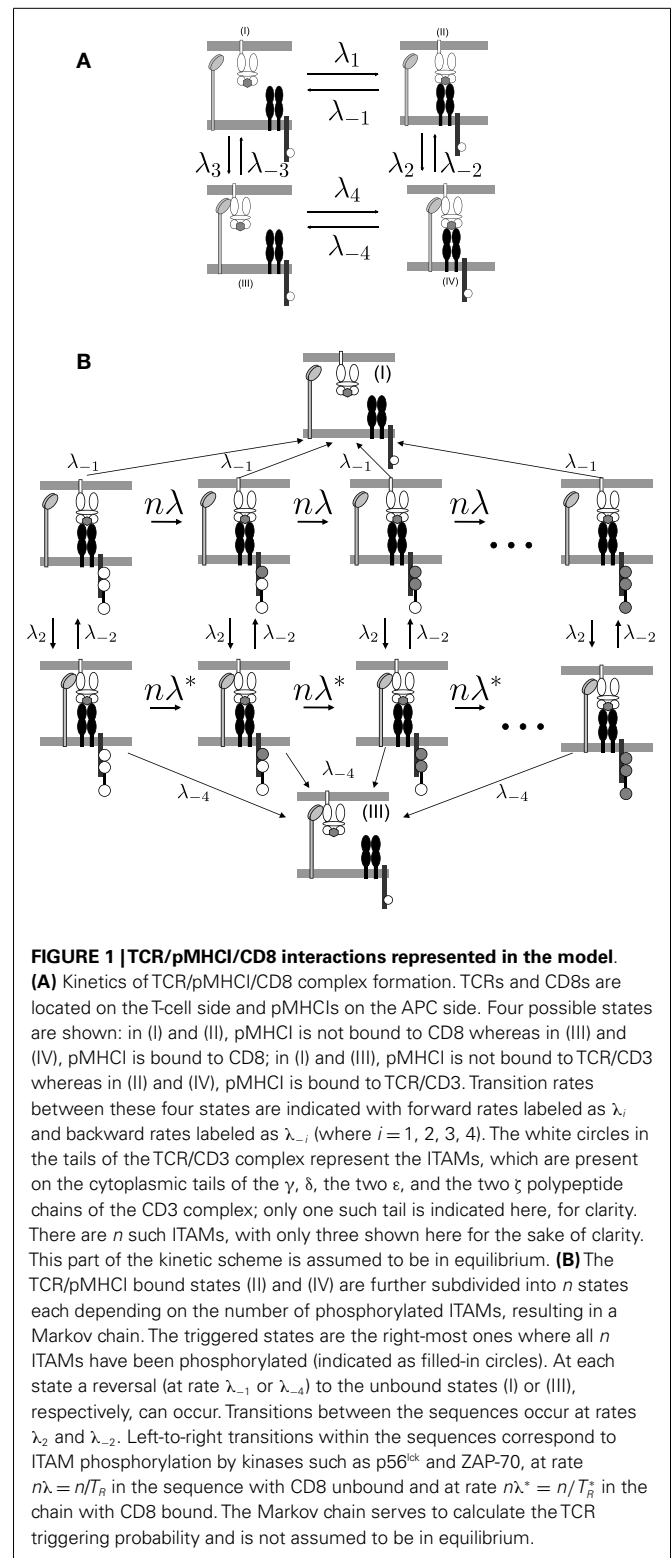 A
(I)
(II)
λ₁
λ₋₁
λ₃
λ₋₃
λ₂
λ₋₂
λ₄
λ₋₄
(III)
(IV)
B
(I)
λ₋₁
λ₋₁
λ₋₁
λ₋₁
nλ
nλ
nλ
• • •
λ₂
λ₋₂
λ₂
λ₋₂
λ₂
λ₋₂
λ₂
λ₋₂
nλ*
nλ*
nλ*
• • •
λ₋₄
λ₋₄
λ₋₄
(III)
FIGURE 1 | TCR/pMHCI/CD8 interactions represented in the model.
(A) Kinetics of TCR/pMHCI/CD8 complex formation. TCRs and CD8s are
located on the T-cell side and pMHCIs on the APC side. Four possible states
are shown: in (I) and (II), pMHCI is not bound to CD8 whereas in (III) and
(IV), pMHCI is bound to CD8; in (I) and (III), pMHCI is not bound to TCR/CD3
whereas in (II) and (IV), pMHCI is bound to TCR/CD3. Transition rates
between these four states are indicated with forward rates labeled as λᵢ
and backward rates labeled as λ₋ᵢ (where i = 1, 2, 3, 4). The white circles in
the tails of the TCR/CD3 complex represent the ITAMs, which are present
on the cytoplasmic tails of the γ, δ, the two ε, and the two ζ polypeptide
chains of the CD3 complex; only one such tail is indicated here, for clarity.
There are n such ITAMs, with only three shown here for the sake of clarity.
This part of the kinetic scheme is assumed to be in equilibrium. (B) The
TCR/pMHCI bound states (II) and (IV) are further subdivided into n states
each depending on the number of phosphorylated ITAMs, resulting in a
Markov chain. The triggered states are the right-most ones where all n
ITAMs have been phosphorylated (indicated as filled-in circles). At each
state a reversal (at rate λ₋₁ or λ₋₄) to the unbound states (I) or (III),
respectively, can occur. Transitions between the sequences occur at rates
λ₂ and λ₋₂. Left-to-right transitions within the sequences correspond to
ITAM phosphorylation by kinases such as p56ˡᶜᵏ and ZAP-70, at rate
nλ = n/T_R in the sequence with CD8 unbound and at rate nλ* = n/T*_R in the
chain with CD8 bound. The Markov chain serves to calculate the TCR
triggering probability and is not assumed to be in equilibrium.